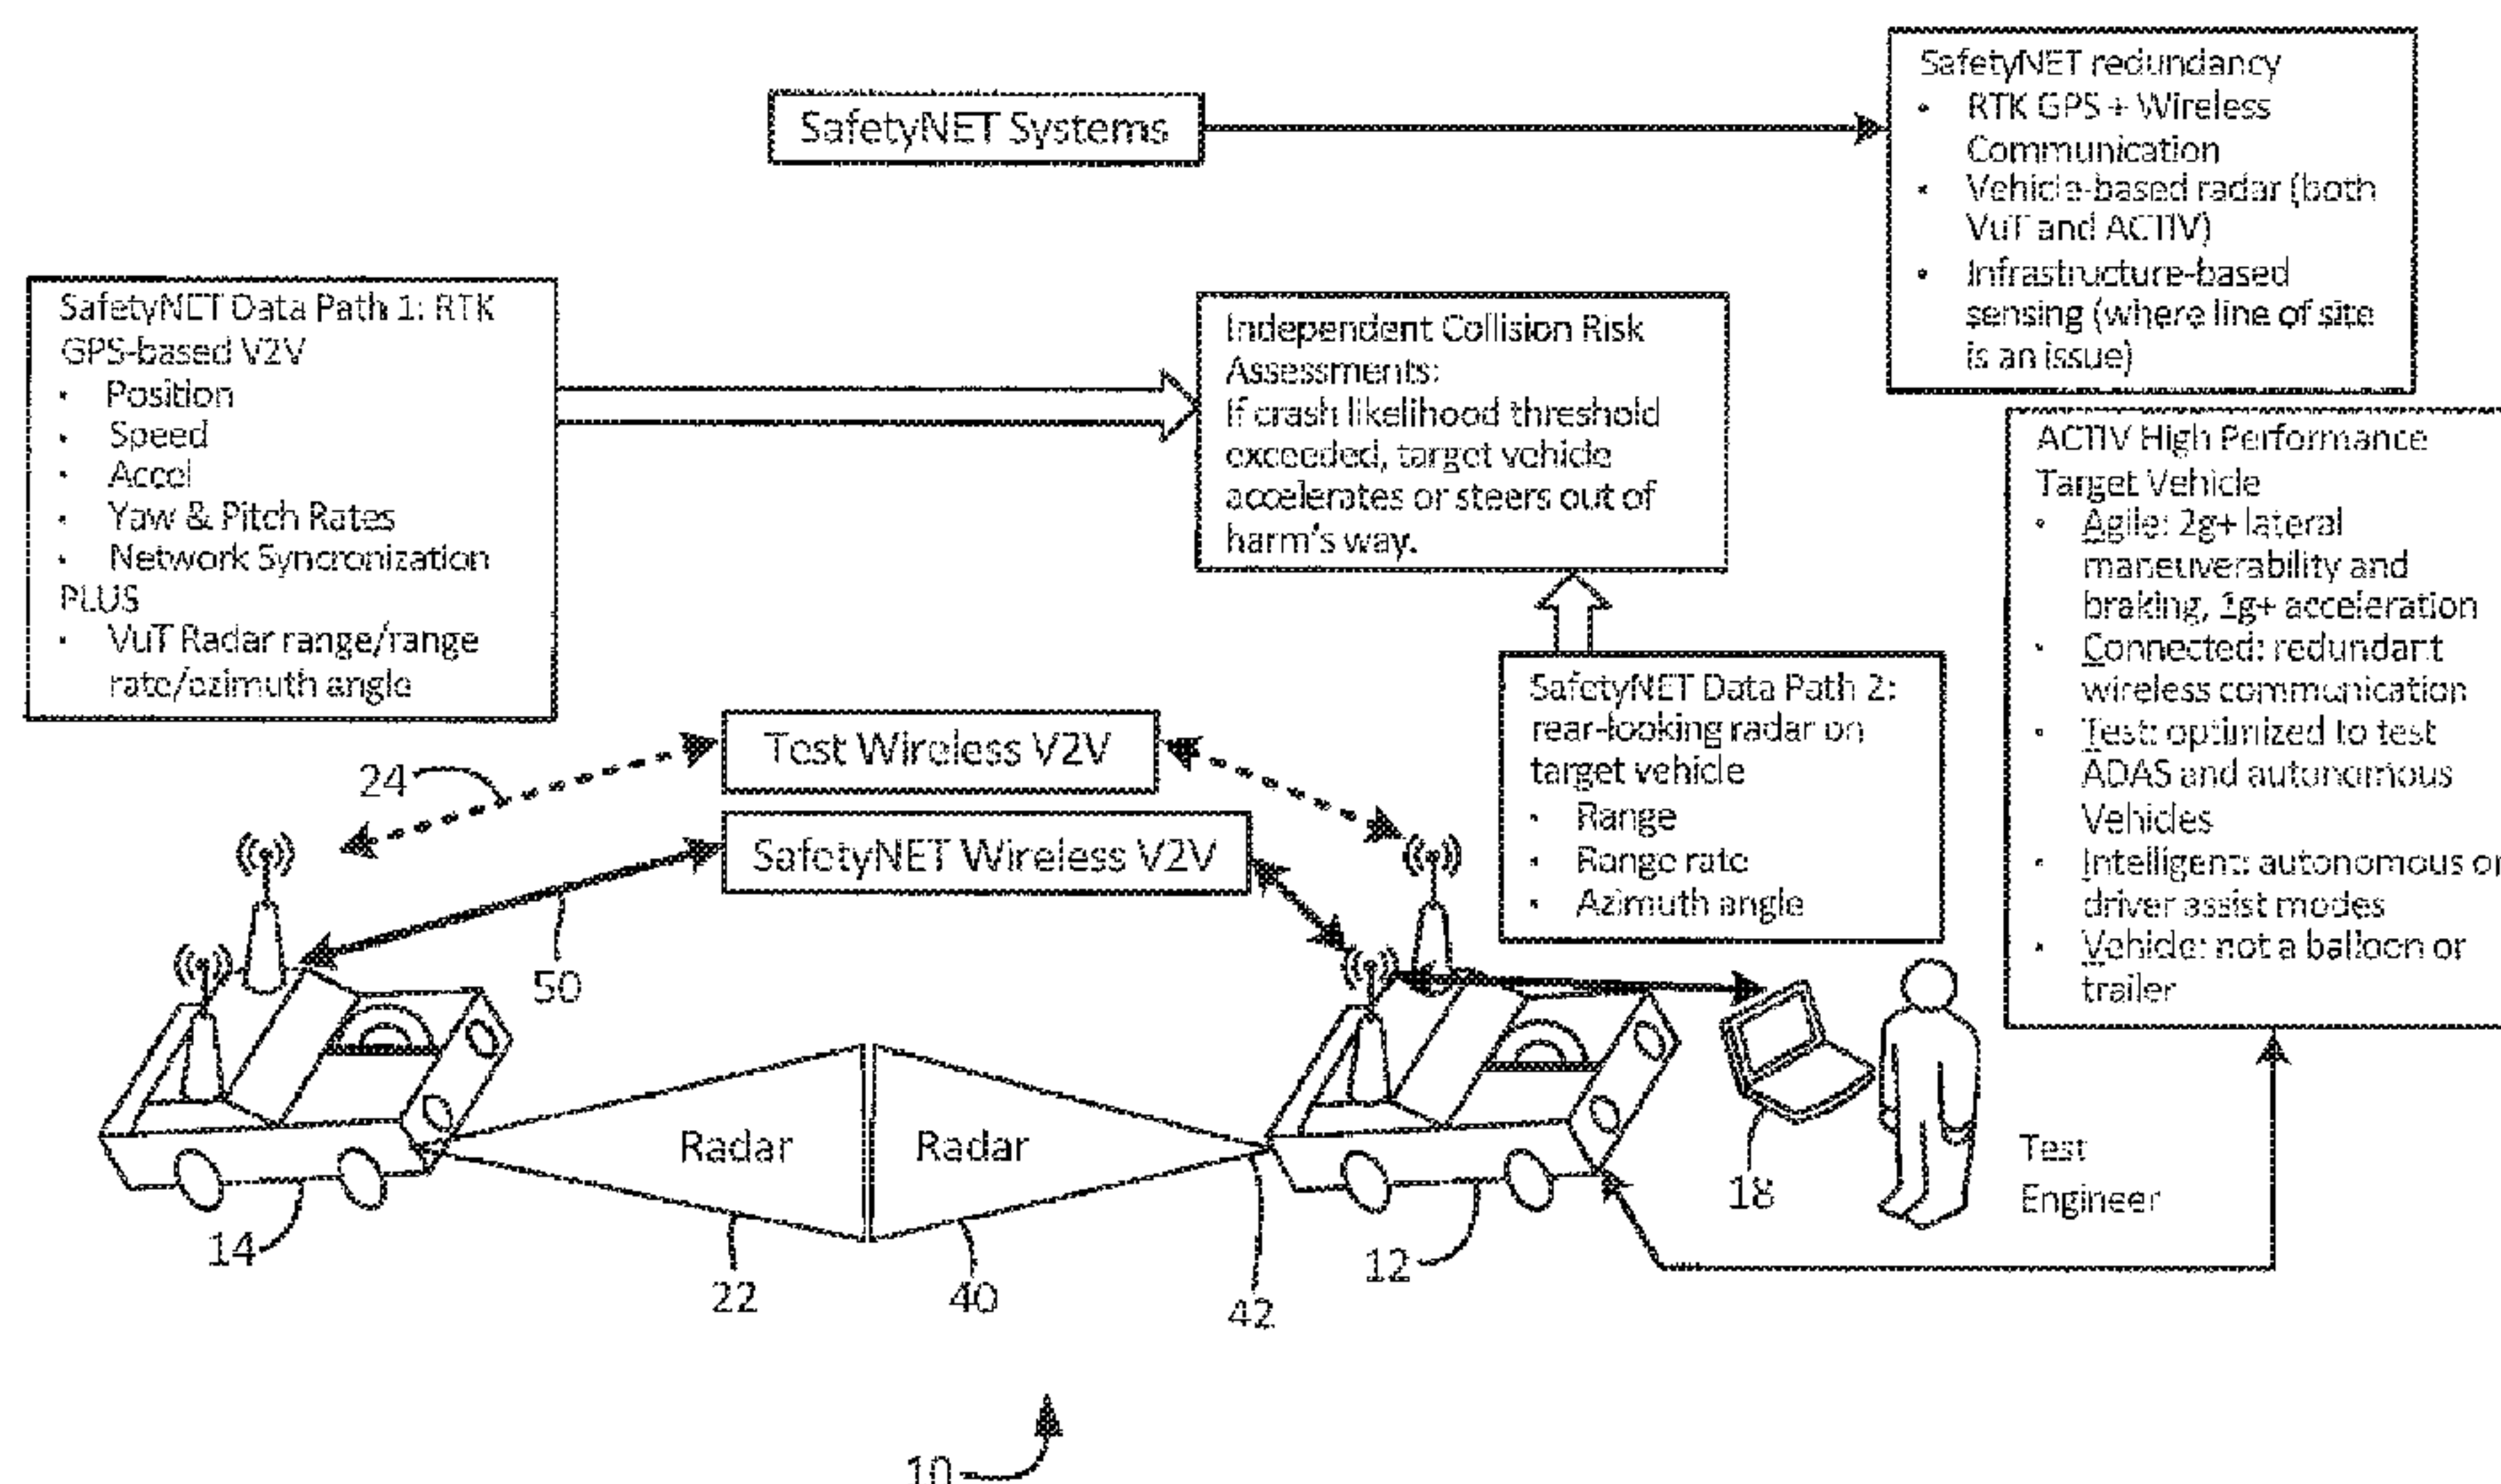 SafetyNET Systems
SafetyNET redundancy
• RTK GPS + Wireless
Communication
• Vehicle-based radar (both
VuT and ACTIV)
• Infrastructure-based
sensing (where line of site
is an issue)
SafetyNET Data Path 1: RTK
GPS-based V2V
• Position
• Speed
• Accel
• Yaw & Pitch Rates
• Network Syncronization
PLUS
• VuT Radar range/range
rate/azimuth angle
Independent Collision Risk
Assessments:
If crash likelihood threshold
exceeded, target vehicle
accelerates or steers out of
harm's way.
ACTIV High Performance
Target Vehicle
• Agile: 2g+ lateral
maneuverability and
braking, 1g+ acceleration
• Connected: redundant
wireless communication
• Test: optimized to test
ADAS and autonomous
Vehicles
• Intelligent: autonomous or
driver assist modes
• Vehicle: not a balloon or
trailer
SafetyNET Data Path 2:
rear-looking radar on
target vehicle
• Range
• Range rate
• Azimuth angle
Test Wireless V2V
24
SafetyNET Wireless V2V
50
Radar
Radar
18
Test
Engineer
14
22
40
42
12
10